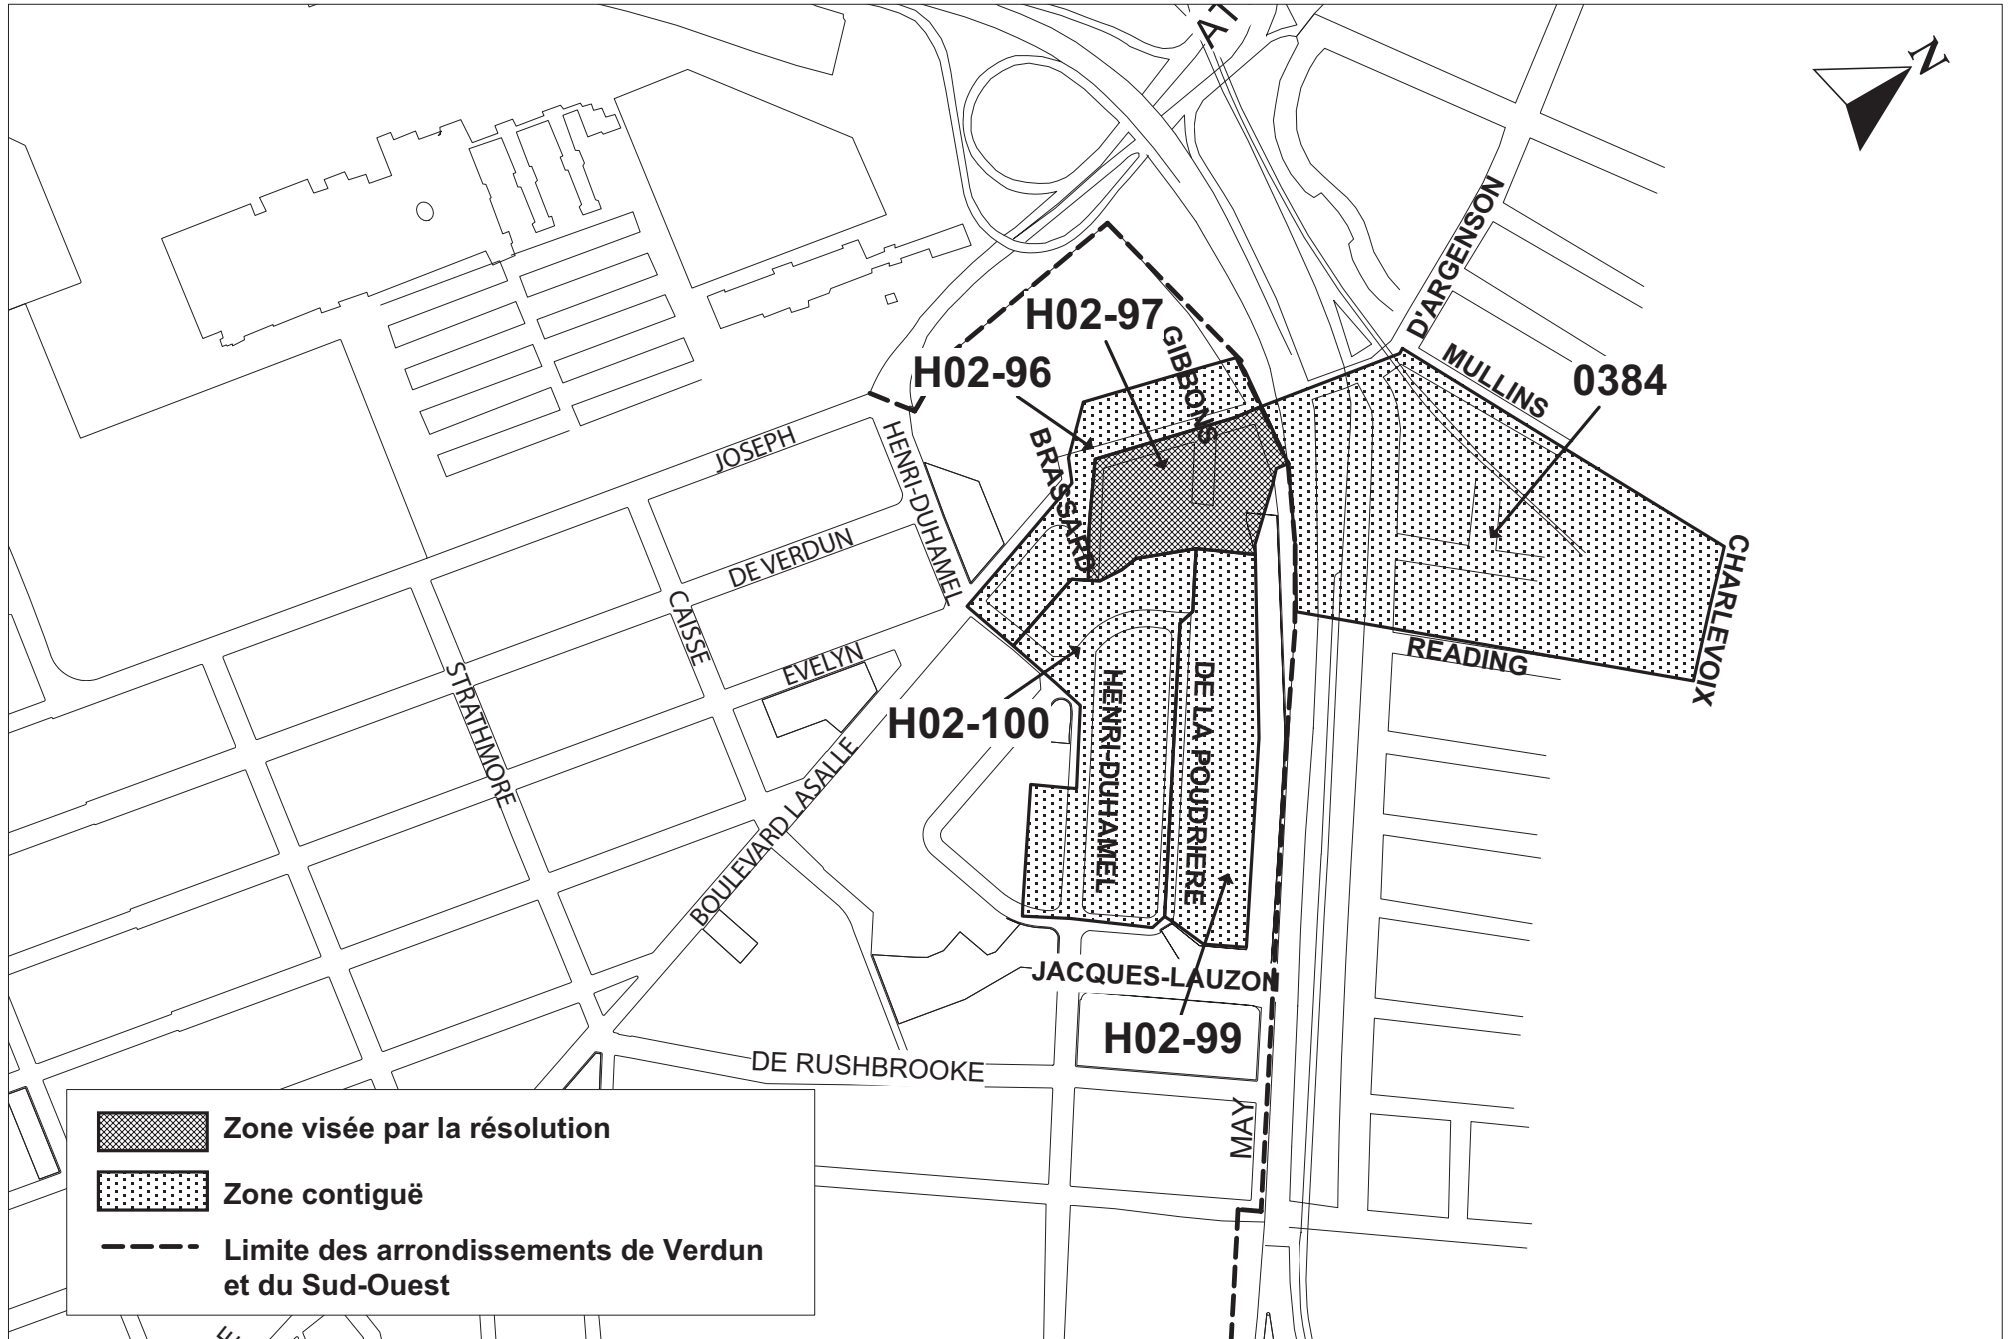 N
D'ARGENSON
H02-97
GIBBONS
MULLINS
0384
H02-96
BRASSARD
HENRI-DUHAMEL
JOSEPH
DE VERDUN
CAISSE
EVELYN
STRATHMORE
CHARLEVOIX
READING
H02-100
HENRI-DUHAMEL
DE LA POUDRIERE
BOULEVARD LASALLE
JACQUES-LAUZON
H02-99
DE RUSHBROOKE
MAY
Zone visée par la résolution
Zone contiguë
Limite des arrondissements de Verdun
et du Sud-Ouest